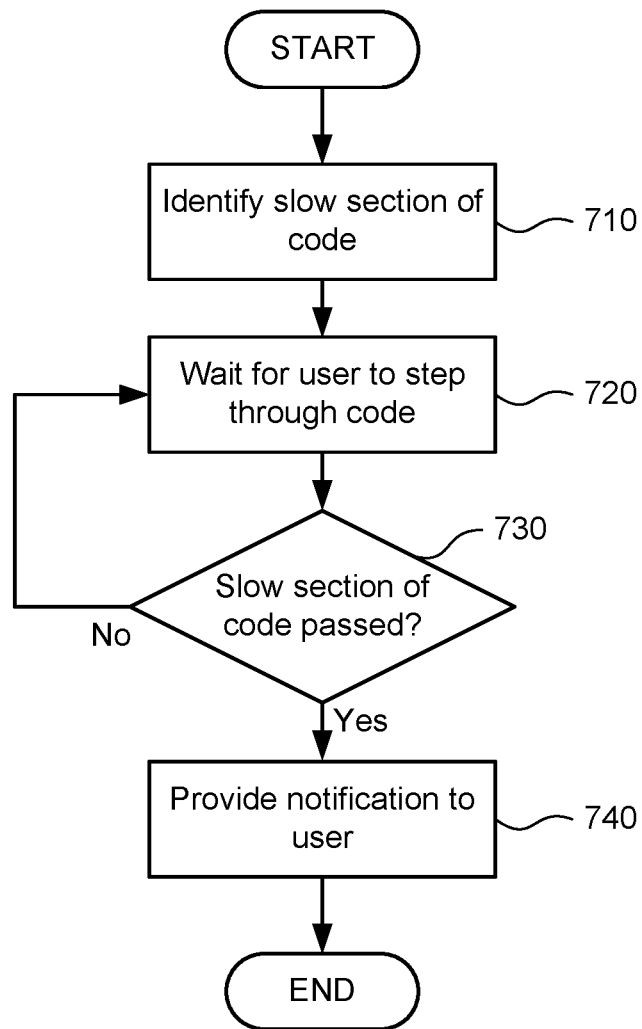 START
Identify slow section of
code
710
Wait for user to step
through code
720
730
Slow section of
code passed?
No
Yes
Provide notification to
user
740
END